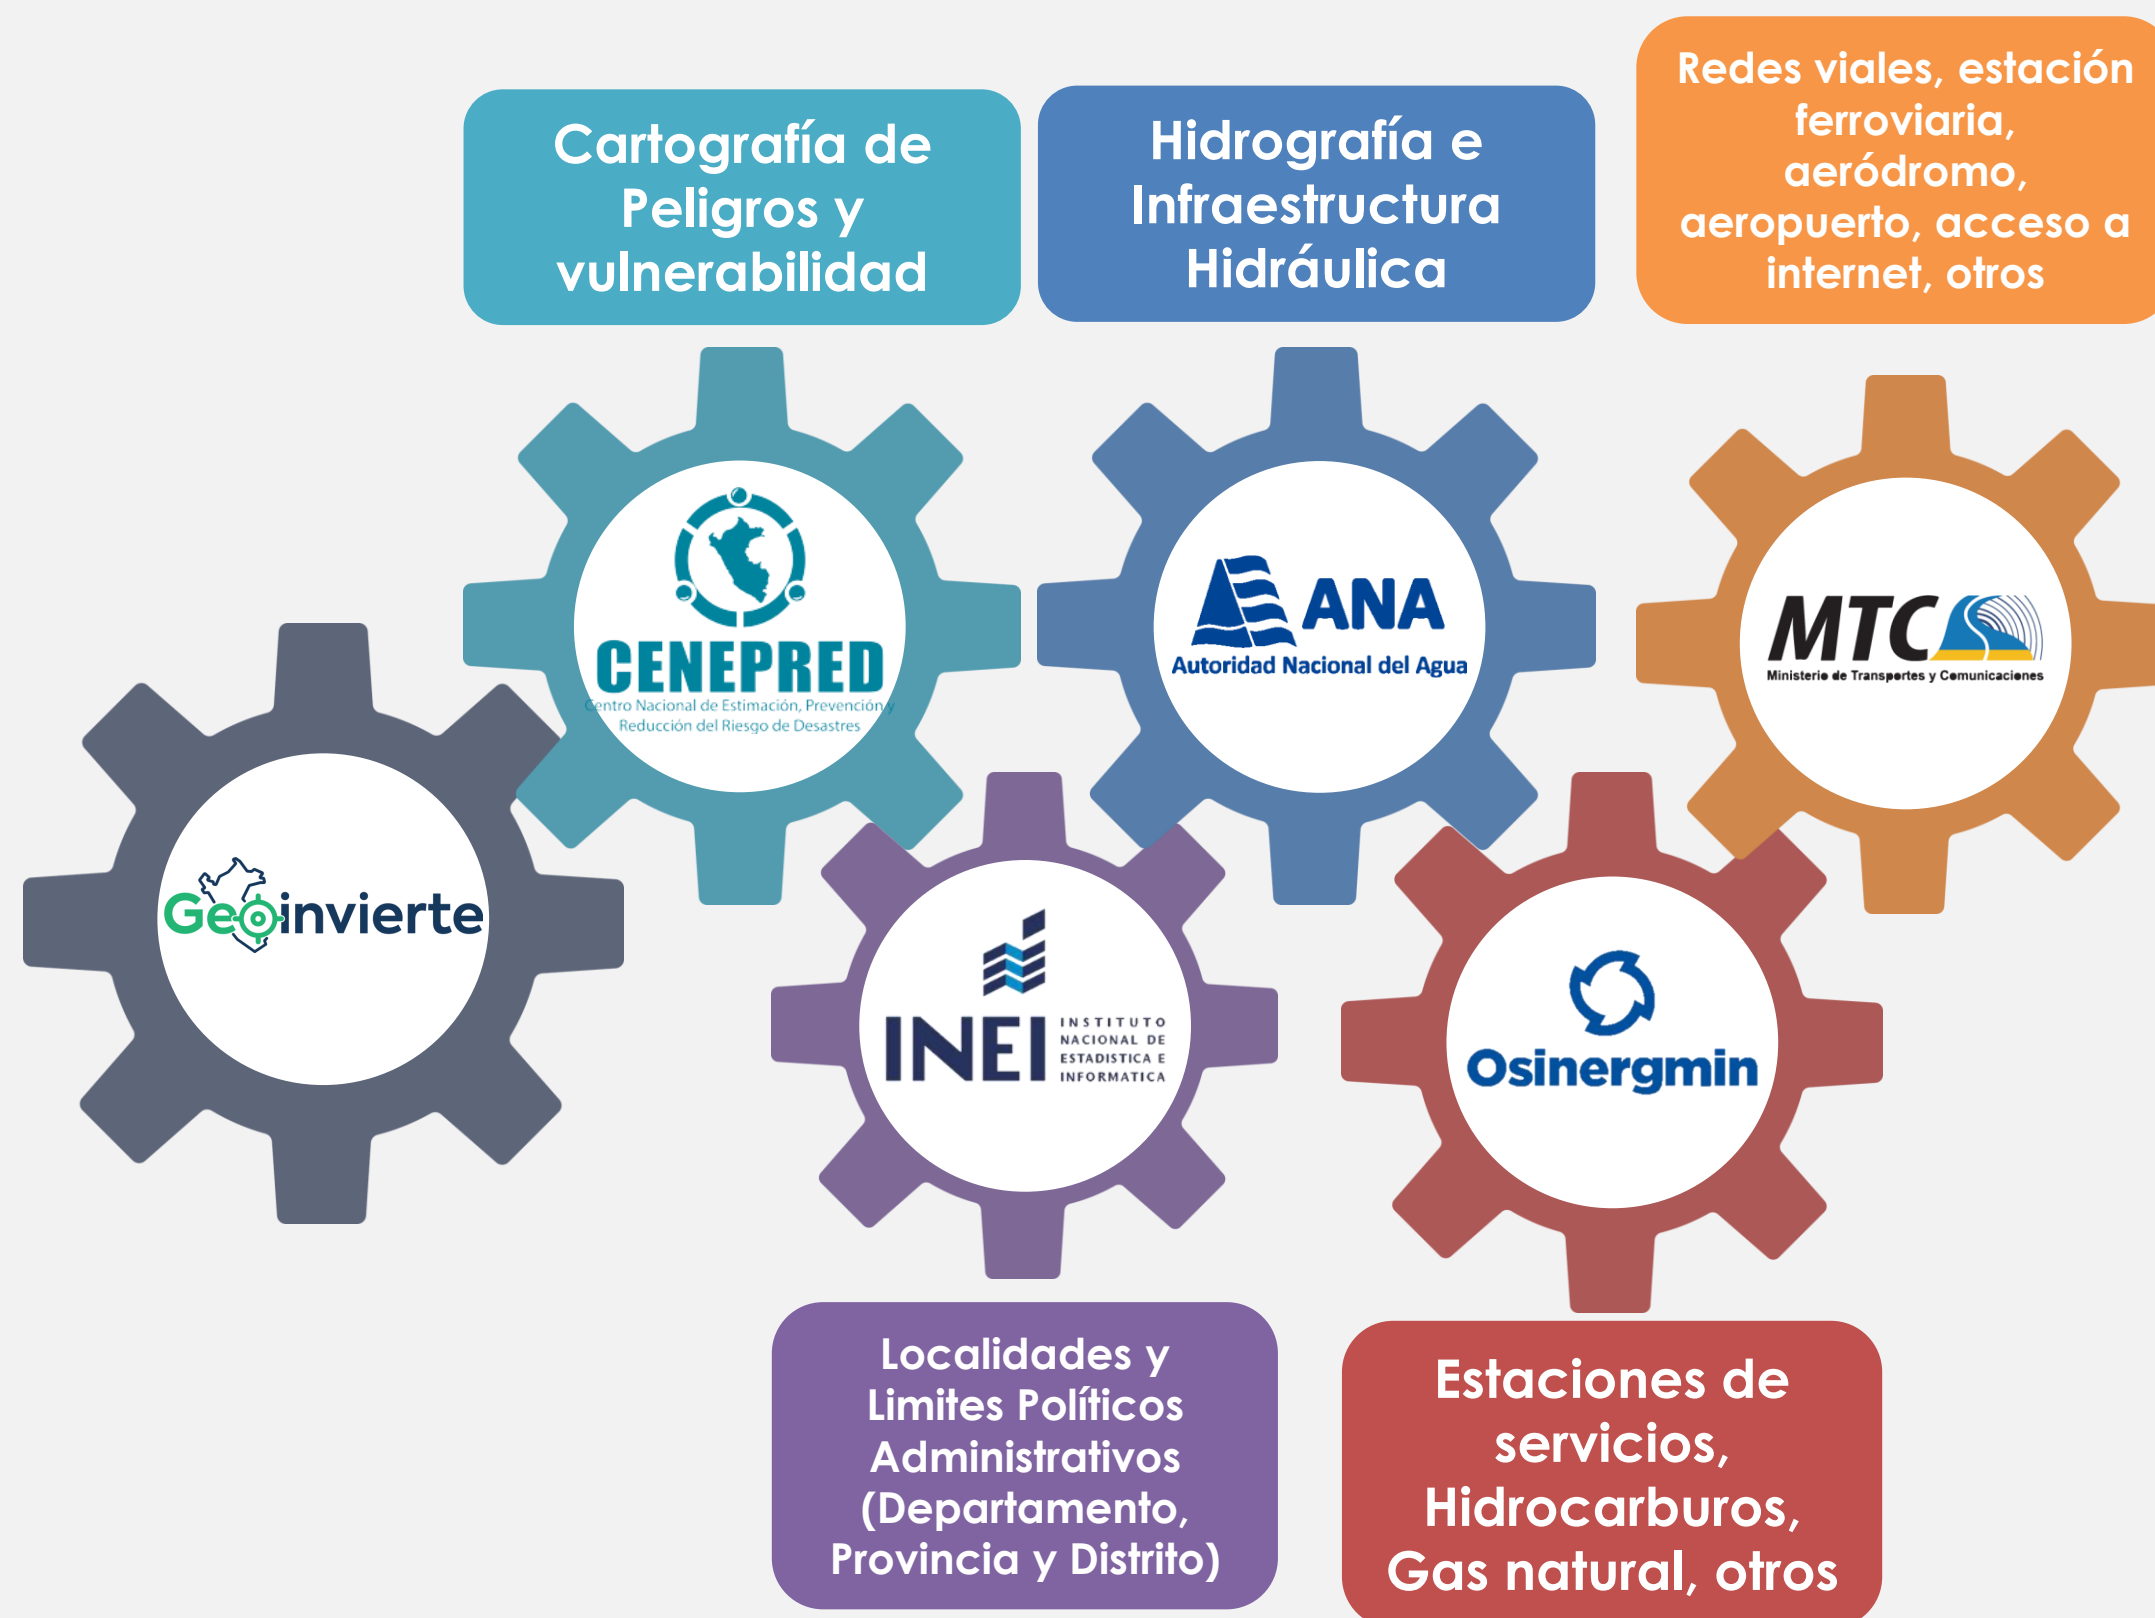 Cartografía de
Peligros y
vulnerabilidad
Hidrografía e
Infraestructura
Hidráulica
Redes viales, estación
ferroviaria,
aeródromo,
aeropuerto, acceso a
internet, otros
CENEPRED
Centro Nacional de Estimación, Prevención y
Reducción del Riesgo de Desastres
ANA
Autoridad Nacional del Agua
MTC
Ministerio de Transportes y Comunicaciones
Geoinvierte
INEI
INSTITUTO
NACIONAL DE
ESTADISTICA E
INFORMATICA
Osinergmin
Localidades y
Limites Políticos
Administrativos
(Departamento,
Provincia y Distrito)
Estaciones de
servicios,
Hidrocarburos,
Gas natural, otros